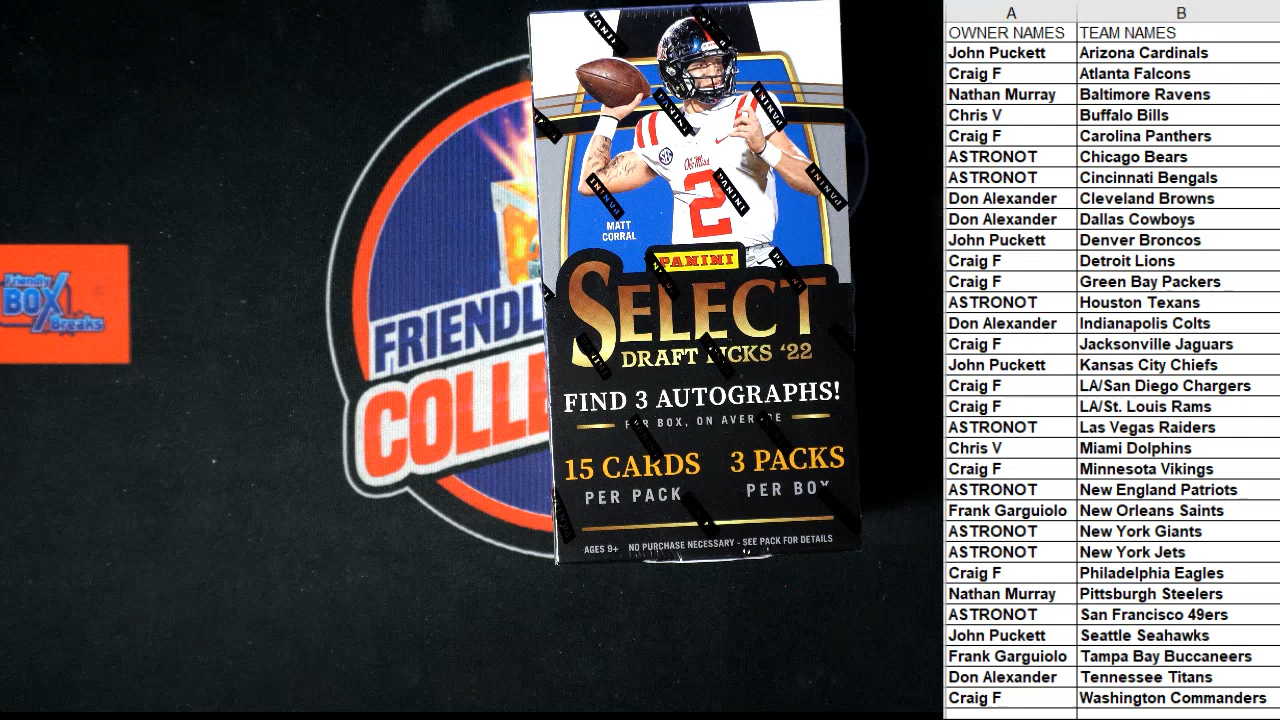 Friendly
BOX
Breaks
FRIENDL
COLLE
PANINI
Ole Miss
2
MATT
CORRAL
PANINI
SELECT
DRAFT PICKS '22
FIND 3 AUTOGRAPHS!
PER BOX, ON AVERAGE
15 CARDS 3 PACKS
PER PACK PER BOX
AGES 9+ NO PURCHASE NECESSARY - SEE PACK FOR DETAILS
A B
OWNER NAMES TEAM NAMES
John Puckett Arizona Cardinals
Craig F Atlanta Falcons
Nathan Murray Baltimore Ravens
Chris V Buffalo Bills
Craig F Carolina Panthers
ASTRONOT Chicago Bears
ASTRONOT Cincinnati Bengals
Don Alexander Cleveland Browns
Don Alexander Dallas Cowboys
John Puckett Denver Broncos
Craig F Detroit Lions
Craig F Green Bay Packers
ASTRONOT Houston Texans
Don Alexander Indianapolis Colts
Craig F Jacksonville Jaguars
John Puckett Kansas City Chiefs
Craig F LA/San Diego Chargers
Craig F LA/St. Louis Rams
ASTRONOT Las Vegas Raiders
Chris V Miami Dolphins
Craig F Minnesota Vikings
ASTRONOT New England Patriots
Frank Garguiolo New Orleans Saints
ASTRONOT New York Giants
ASTRONOT New York Jets
Craig F Philadelphia Eagles
Nathan Murray Pittsburgh Steelers
ASTRONOT San Francisco 49ers
John Puckett Seattle Seahawks
Frank Garguiolo Tampa Bay Buccaneers
Don Alexander Tennessee Titans
Craig F Washington Commanders